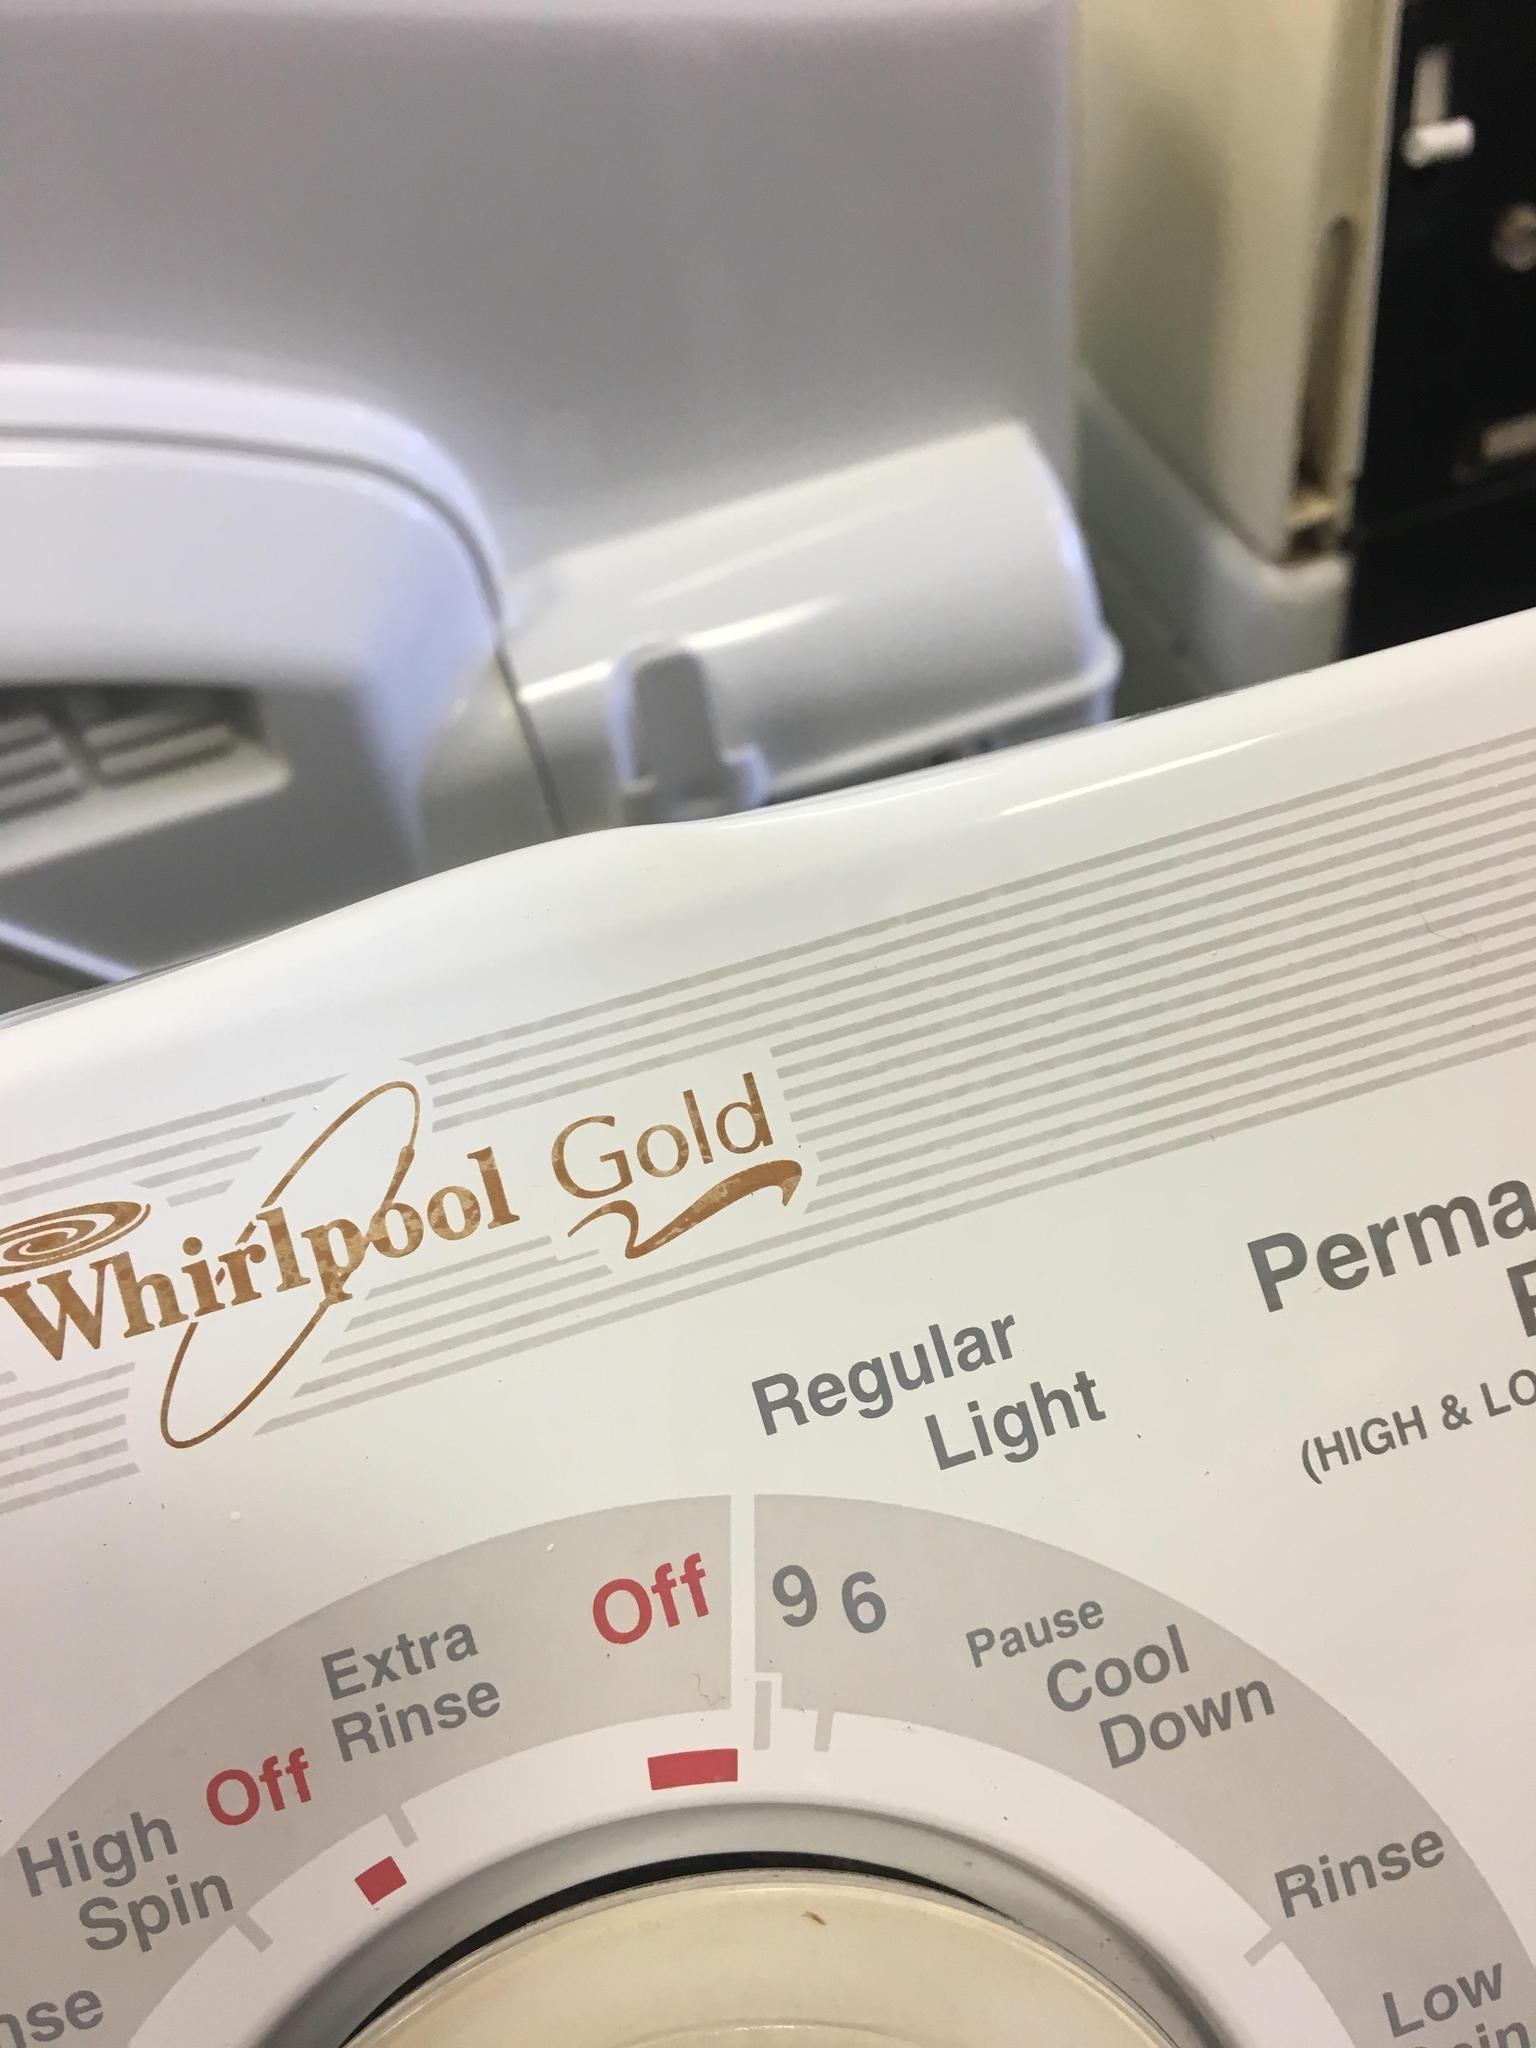 Whirlpool Gold
Regular
Light
(HIGH & LO
Off
9 6
Extra
Rinse
Pause
Cool
Down
Off
High
Spin
Rinse
Low